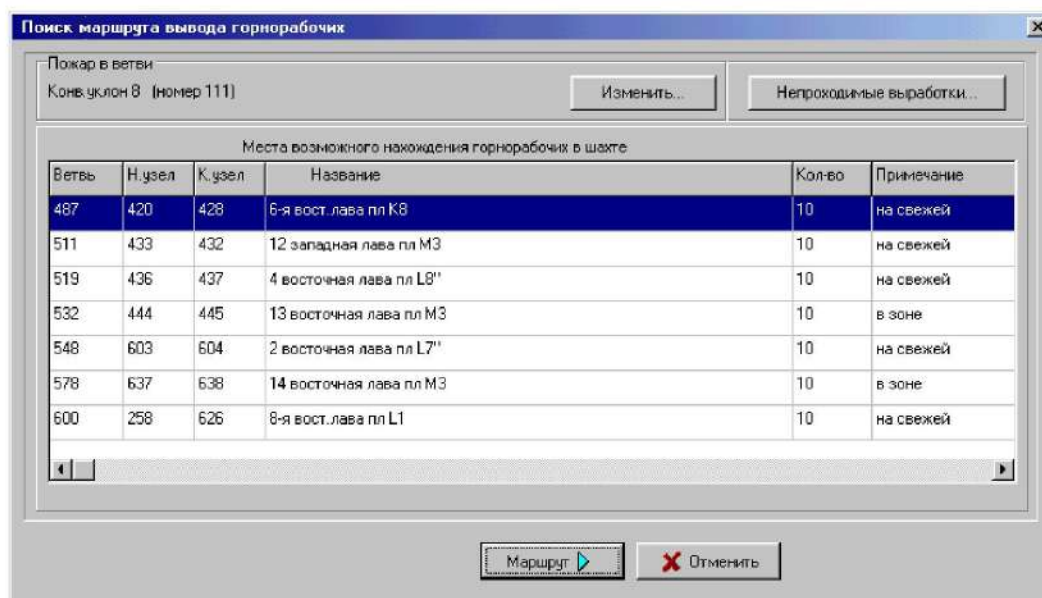 Поиск маршрута вывода горнорабочих
Пожар в ветви
Конв.уклон 8 (номер 111)
Изменить...
Непроходимые выработки...
Места возможного нахождения горнорабочих в шахте
Ветвь Н.узел К.узел Название Кол-во Примечание
487 420 428 6-я вост.лава пл К8 10 на свежей
511 433 432 12 западная лава пл М3 10 на свежей
519 436 437 4 восточная лава пл L8'' 10 на свежей
532 444 445 13 восточная лава пл М3 10 в зоне
548 603 604 2 восточная лава пл L7'' 10 на свежей
578 637 638 14 восточная лава пл М3 10 в зоне
600 258 626 8-я вост.лава пл L1 10 на свежей
Маршрут Отменить